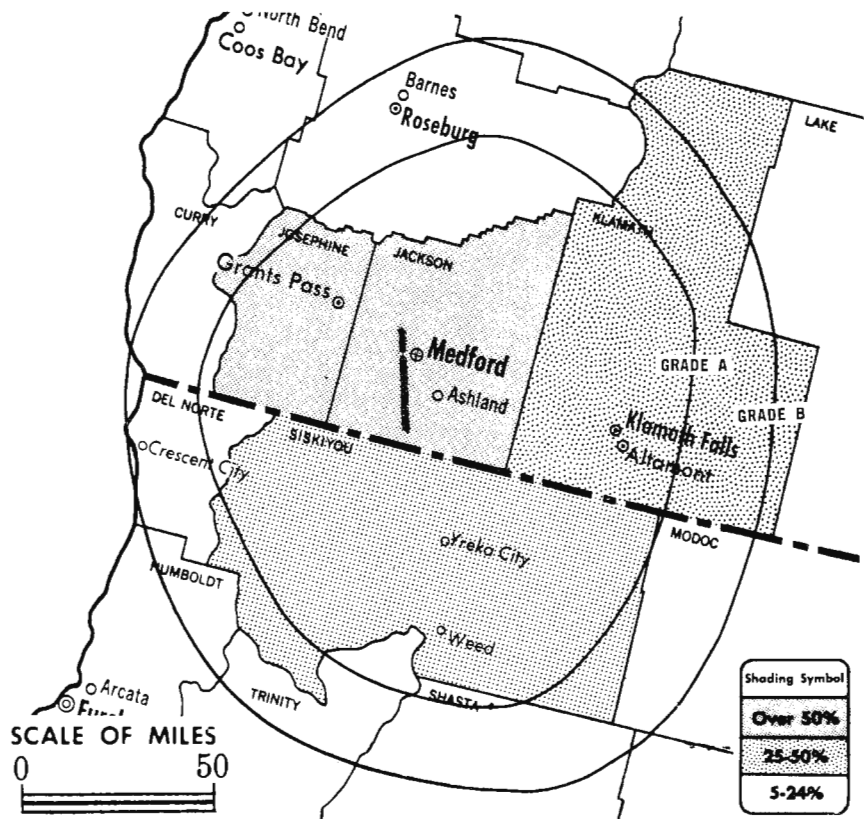 North Bend
Coos Bay
Barnes
Roseburg
LAKE
CURRY
KLAMATH
JOSEPHINE
JACKSON
Grants Pass
Medford
GRADE A
Ashland
GRADE B
DEL NORTE
Klamath Falls
SISKIYOU
Altamont
Crescent City
MODOC
Yreka City
HUMBOLDT
Weed
Arcata
TRINITY
SHASTA
Shading Symbol
Over 50%
25-50%
5-24%
SCALE OF MILES
0 50